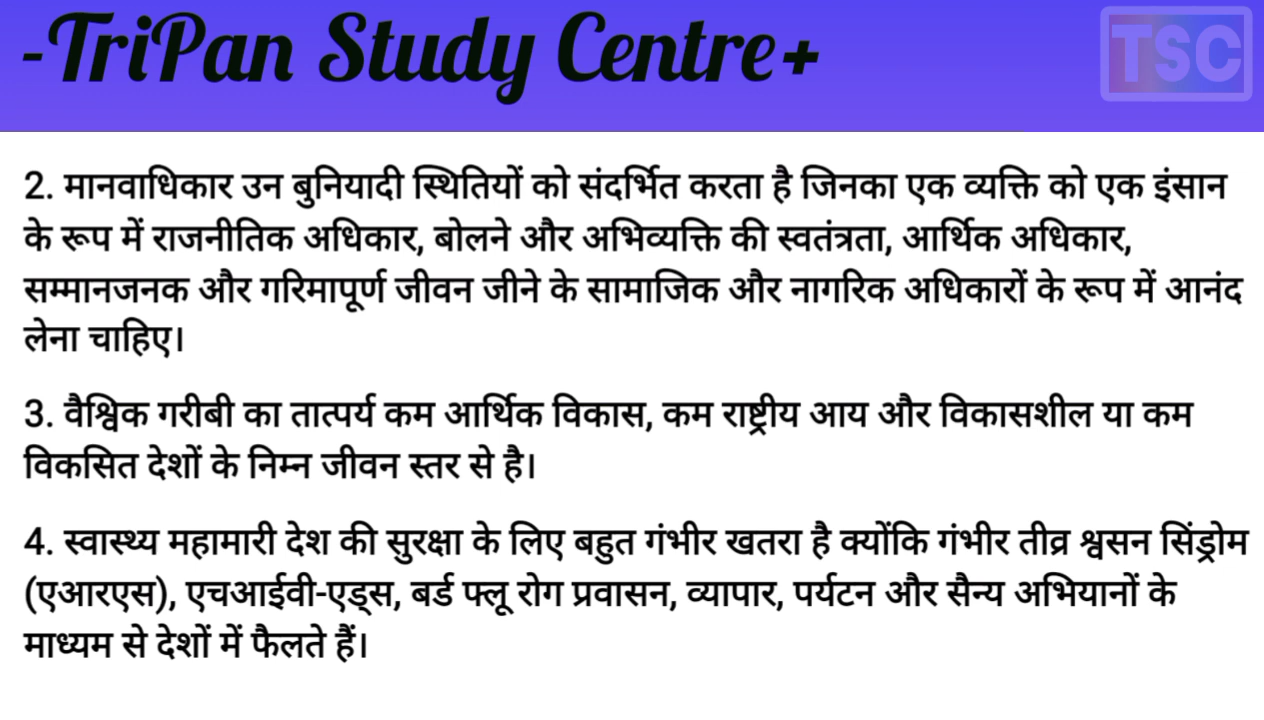 -TriPan Study Centre+
TSC
2. मानवाधिकार उन बुनियादी स्थितियों को संदर्भित करता है जिनका एक व्यक्ति को एक इंसान
के रूप में राजनीतिक अधिकार, बोलने और अभिव्यक्ति की स्वतंत्रता, आर्थिक अधिकार,
सम्मानजनक और गरिमापूर्ण जीवन जीने के सामाजिक और नागरिक अधिकारों के रूप में आनंद
लेना चाहिए।
3. वैश्विक गरीबी का तात्पर्य कम आर्थिक विकास, कम राष्ट्रीय आय और विकासशील या कम
विकसित देशों के निम्न जीवन स्तर से है।
4. स्वास्थ्य महामारी देश की सुरक्षा के लिए बहुत गंभीर खतरा है क्योंकि गंभीर तीव्र श्वसन सिंड्रोम
(एआरएस), एचआईवी-एड्स, बर्ड फ्लू रोग प्रवासन, व्यापार, पर्यटन और सैन्य अभियानों के
माध्यम से देशों में फैलते हैं।